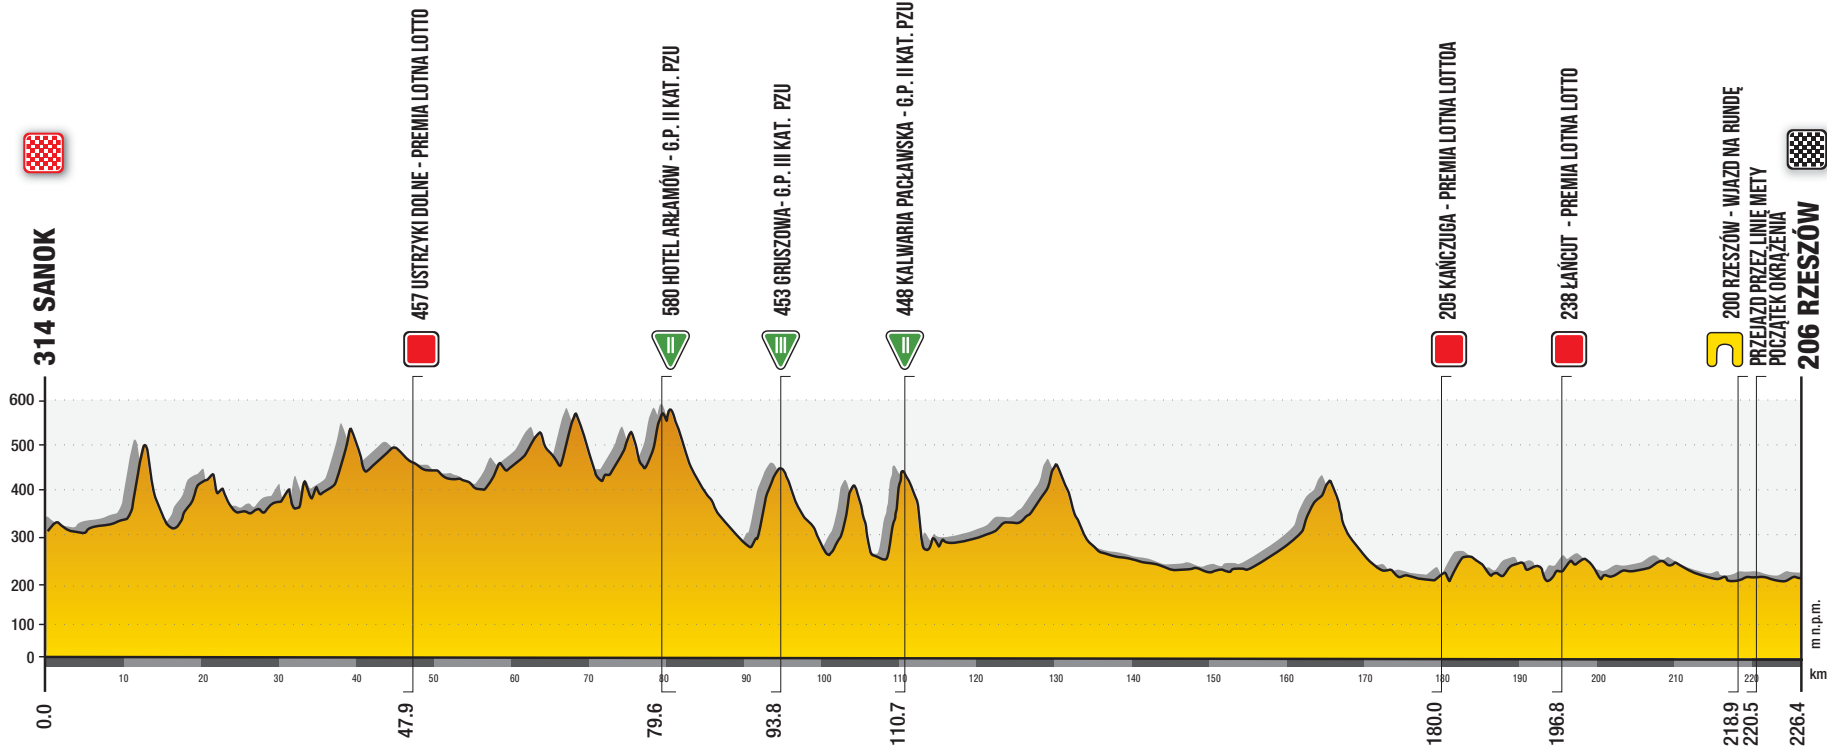 314 SANOK
457 USTRZYKI DOLNE - PREMIA LOTNA LOTTO
580 HOTEL ARŁAMÓW - G.P. II KAT. PZU
453 GRUSZOWA- G.P. III KAT. PZU
448 KALWARIA PACŁAWSKA - G.P. II KAT. PZU
205 KAŃCZUGA - PREMIA LOTNA LOTTOA
238 ŁAŃCUT - PREMIA LOTNA LOTTO
200 RZESZÓW - WJAZD NA RUNDĘ
PRZEJAZD PRZEZ LINIĘ METY
POCZĄTEK OKRĄŻENIA
206 RZESZÓW
II
III
II
600
500
400
300
200
100
0
m n.p.m.
10 20 30 40 50 60 70 80 90 100 110 120 130 140 150 160 170 180 190 200 210 220
km
0.0
47.9
79.6
93.8
110.7
180.0
196.8
218.9
220.5
226.4